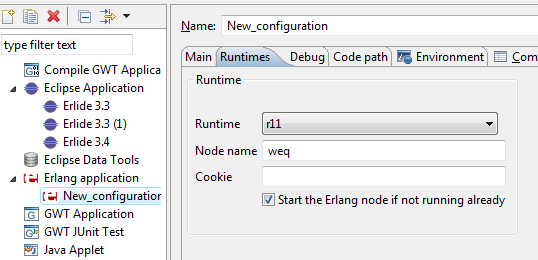 type filter text
Compile GWT Applica
Eclipse Application
Erlide 3.3
Erlide 3.3 (1)
Erlide 3.4
Eclipse Data Tools
Erlang application
New_configuration
GWT Application
GWT JUnit Test
Java Applet
Name: New_configuration
Main Runtimes Debug Code path Environment Com
Runtime
Runtime r11
Node name weq
Cookie
Start the Erlang node if not running already